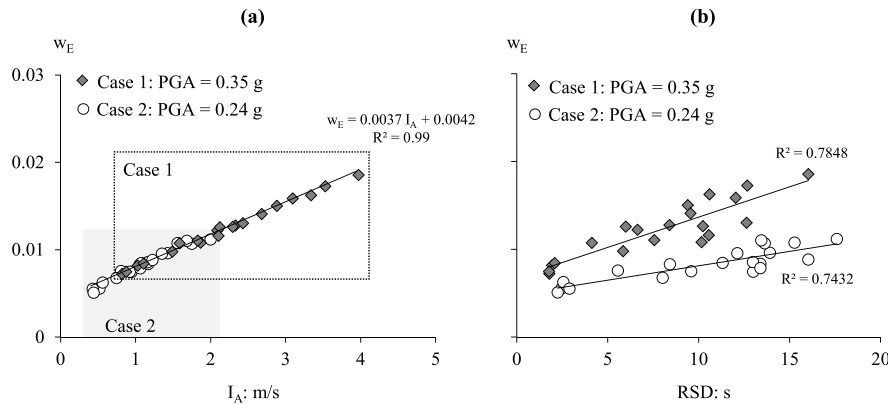 (a)
w_E
Case 1: PGA = 0.35 g
Case 2: PGA = 0.24 g
w_E = 0.0037 I_A + 0.0042
R² = 0.99
Case 1
Case 2
0.03
0.02
0.01
0
0 1 2 3 4 5
I_A: m/s
(b)
w_E
Case 1: PGA = 0.35 g
Case 2: PGA = 0.24 g
R² = 0.7848
R² = 0.7432
0 5 10 15 20
RSD: s